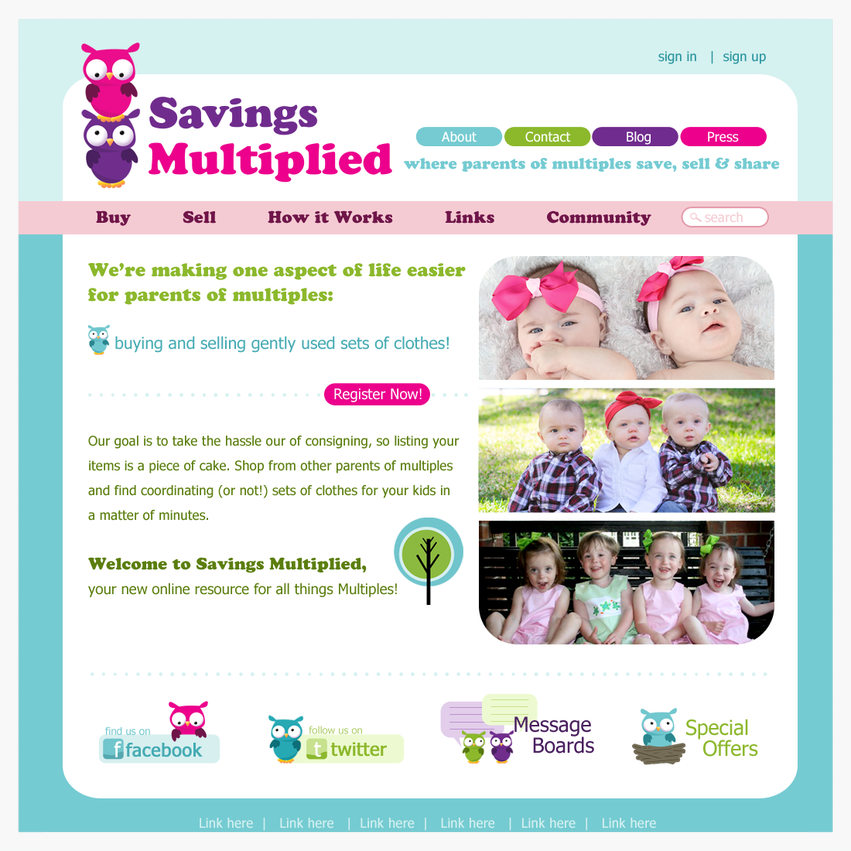 sign in | sign up
Savings
Multiplied
About Contact Blog Press
where parents of multiples save, sell & share
Buy Sell How it Works Links Community search
We're making one aspect of life easier
for parents of multiples:
buying and selling gently used sets of clothes!
Register Now!
Our goal is to take the hassle our of consigning, so listing your
items is a piece of cake. Shop from other parents of multiples
and find coordinating (or not!) sets of clothes for your kids in
a matter of minutes.
Welcome to Savings Multiplied,
your new online resource for all things Multiples!
find us on
f facebook
follow us on
t twitter
Message
Boards
Special
Offers
Link here | Link here | Link here | Link here | Link here | Link here